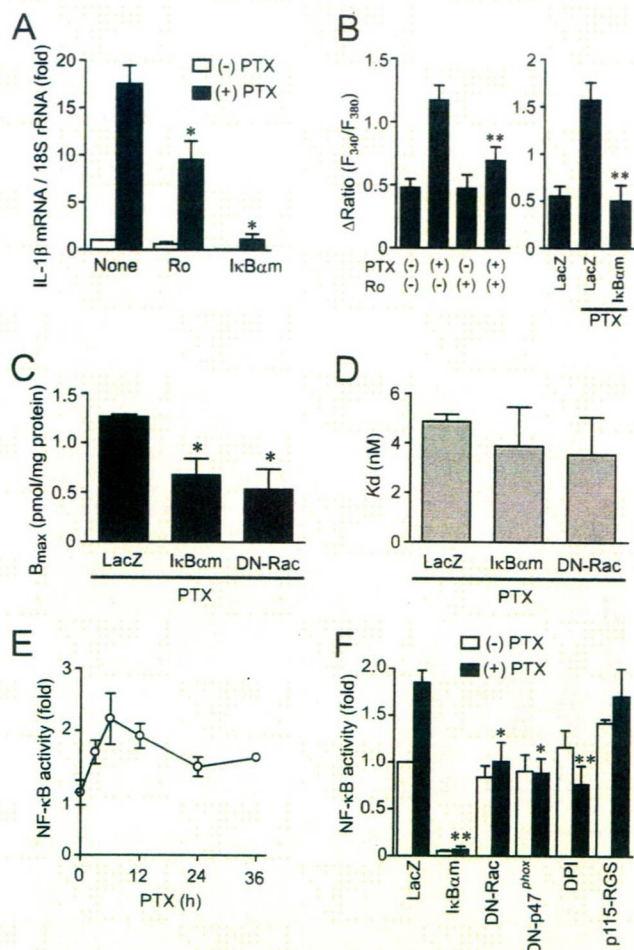 A
IL-1β mRNA / 18S rRNA (fold)
20
15
10
5
0
(-) PTX
(+) PTX
*
*
None Ro IκBαm
B
ΔRatio (F340/F380)
1.5
1.0
0.5
0
**
PTX (-) (+) (-) (+)
Ro (-) (-) (+) (+)
2
1.5
1
0.5
0
**
LacZ
LacZ
IκBαm
PTX
C
Bmax (pmol/mg protein)
1.5
1.0
0.5
0
*
*
LacZ IκBαm DN-Rac
PTX
D
Kd (nM)
6
4
2
0
LacZ IκBαm DN-Rac
PTX
E
NF-κB activity (fold)
3
2
1
0
0 12 24 36
PTX (h)
F
NF-κB activity (fold)
2.0
1.5
1.0
0.5
0
(-) PTX
(+) PTX
**
*
*
**
LacZ
IκBαm
DN-Rac
DN-p47phox
DPI
p115-RGS